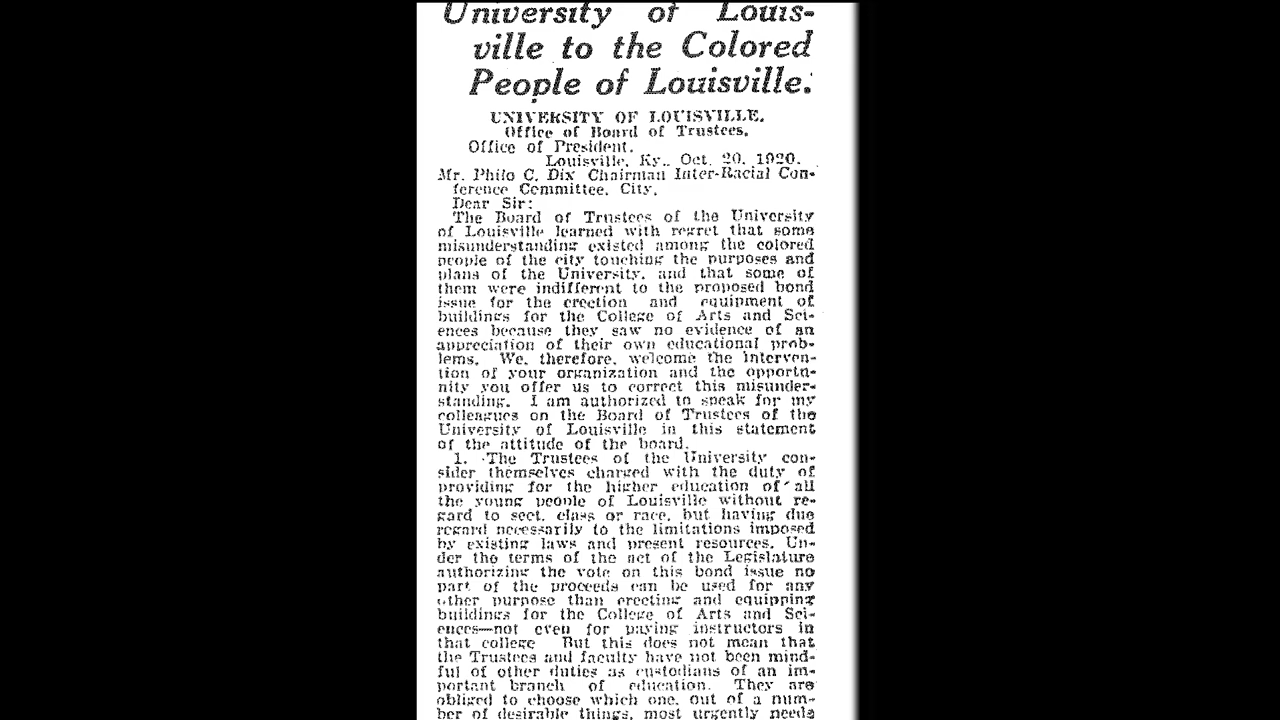 University of Louis-
ville to the Colored
People of Louisville.
UNIVERSITY OF LOUISVILLE.
Office of Board of Trustees.
Office of President.
Louisville, Ky., Oct. 20, 1920.
Mr. Philo C. Dix Chairman Inter-Racial Con-
ference Committee, City.
Dear Sir:
The Board of Trustees of the University
of Louisville learned with regret that some
misunderstanding existed among the colored
people of the city touching the purposes and
plans of the University, and that some of
them were indifferent to the proposed bond
issue for the erection and equipment of
buildings for the College of Arts and Sci-
ences because they saw no evidence of an
appreciation of their own educational prob-
lems. We, therefore, welcome the interven-
tion of your organization and the opportu-
nity you offer us to correct this misunder-
standing. I am authorized to speak for my
colleagues on the Board of Trustees of the
University of Louisville in this statement
of the attitude of the board.
1. The Trustees of the University con-
sider themselves charged with the duty of
providing for the higher education of all
the young people of Louisville without re-
gard to sect, class or race, but having due
regard necessarily to the limitations imposed
by existing laws and present resources. Un-
der the terms of the act of the Legislature
authorizing the vote on this bond issue no
part of the proceeds can be used for any
other purpose than erecting and equipping
buildings for the College of Arts and Sci-
ences—not even for paying instructors in
that college But this does not mean that
the Trustees and faculty have not been mind-
ful of other duties as custodians of an im-
portant branch of education. They are
obliged to choose which one, out of a num-
ber of desirable things, most urgently needs